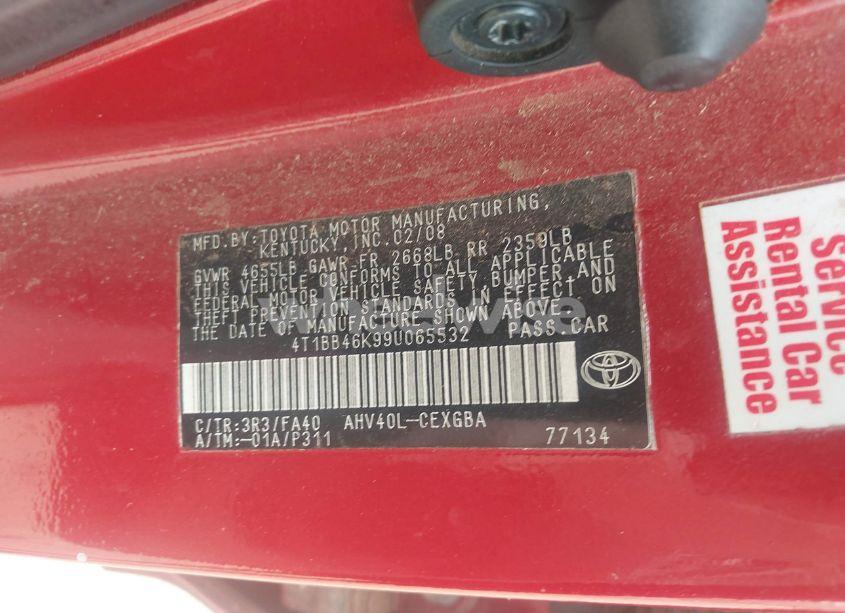 MFD.BY:TOYOTA MOTOR MANUFACTURING,
KENTUCKY,INC.02/08
GVWR 4655LB GAWR FR 2668LB RR 2359LB
THIS VEHICLE CONFORMS TO ALL APPLICABLE
FEDERAL MOTOR VEHICLE SAFETY,BUMPER,AND
THEFT PREVENTION STANDARDS IN EFFECT ON
THE DATE OF MANUFACTURE SHOWN ABOVE.
4T1BB46K99U065532 PASS.CAR
C/TR:3R3/FA40 AHV40L-CEXGBA
A/TM:-01A/P311 77134
Service
Rental Car
Assistance